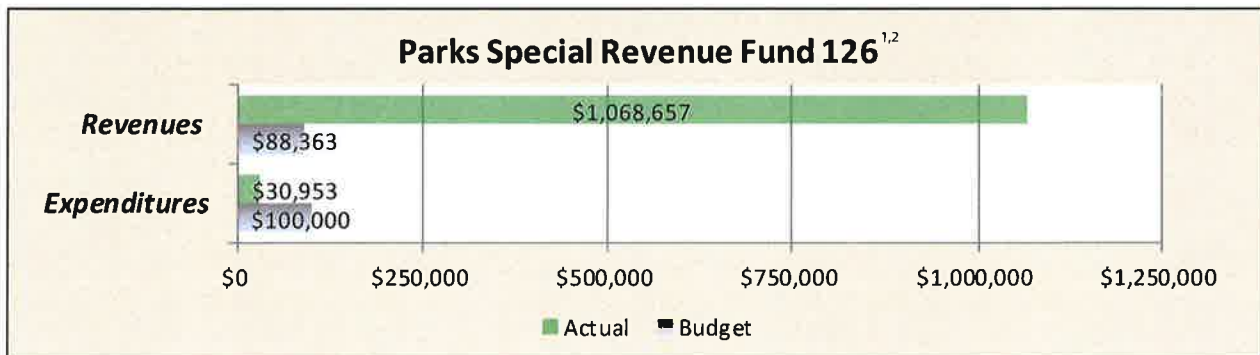 Parks Special Revenue Fund 126 1,2
Revenues
$1,068,657
$88,363
Expenditures
$30,953
$100,000
$0 $250,000 $500,000 $750,000 $1,000,000 $1,250,000
Actual Budget